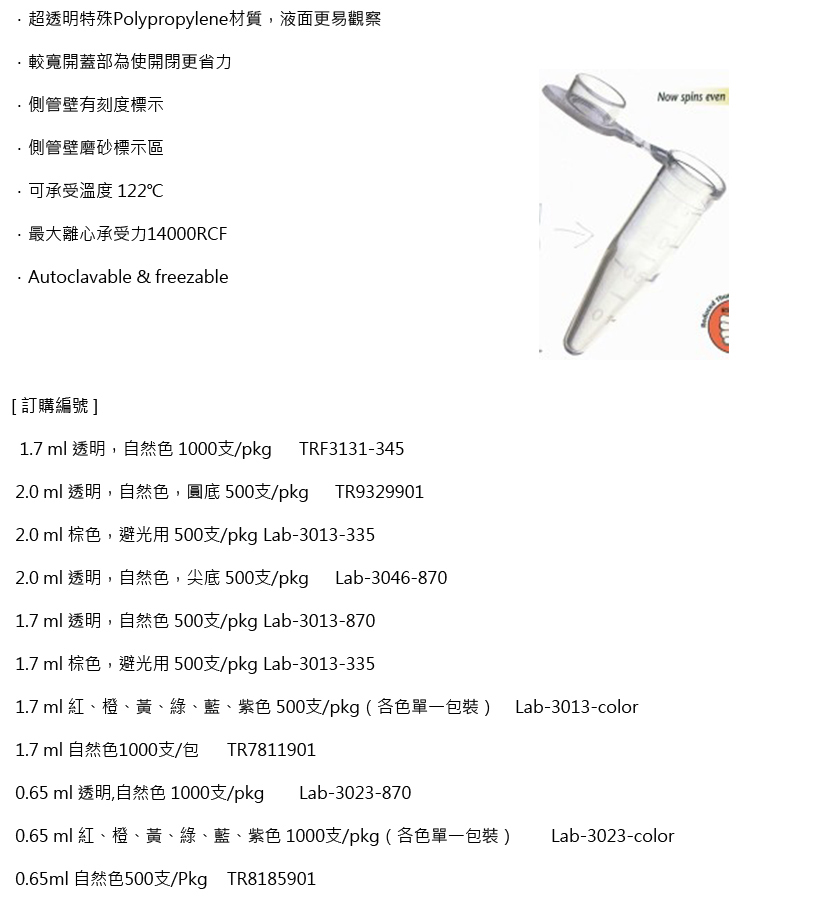 · 超透明特殊Polypropylene材質，液面更易觀察
· 較寬開蓋部為使開閉更省力
Now spins even
· 側管壁有刻度標示
· 側管壁磨砂標示區
· 可承受溫度 122℃
· 最大離心承受力14000RCF
· Autoclavable & freezable
[ 訂購編號 ]
1.7 ml 透明，自然色 1000支/pkg TRF3131-345
2.0 ml 透明，自然色，圓底 500支/pkg TR9329901
2.0 ml 棕色，避光用 500支/pkg Lab-3013-335
2.0 ml 透明，自然色，尖底 500支/pkg Lab-3046-870
1.7 ml 透明，自然色 500支/pkg Lab-3013-870
1.7 ml 棕色，避光用 500支/pkg Lab-3013-335
1.7 ml 紅、橙、黃、綠、藍、紫色 500支/pkg ( 各色單一包裝 ) Lab-3013-color
1.7 ml 自然色1000支/包 TR7811901
0.65 ml 透明,自然色 1000支/pkg Lab-3023-870
0.65 ml 紅、橙、黃、綠、藍、紫色 1000支/pkg ( 各色單一包裝 ) Lab-3023-color
0.65ml 自然色500支/Pkg TR8185901